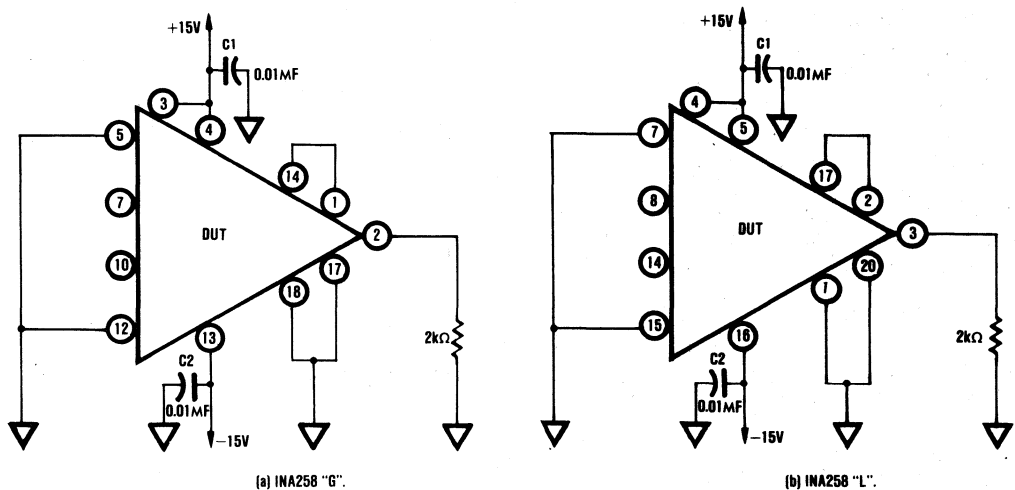 +15V
C1
0.01MF
3
4
5
14
7
1
DUT
2
10
17
18
12
13
2kΩ
C2
0.01MF
−15V
(a) INA258 "G".
+15V
C1
0.01MF
4
5
7
17
8
2
DUT
3
14
20
1
15
16
2kΩ
C2
0.01MF
−15V
(b) INA258 "L".